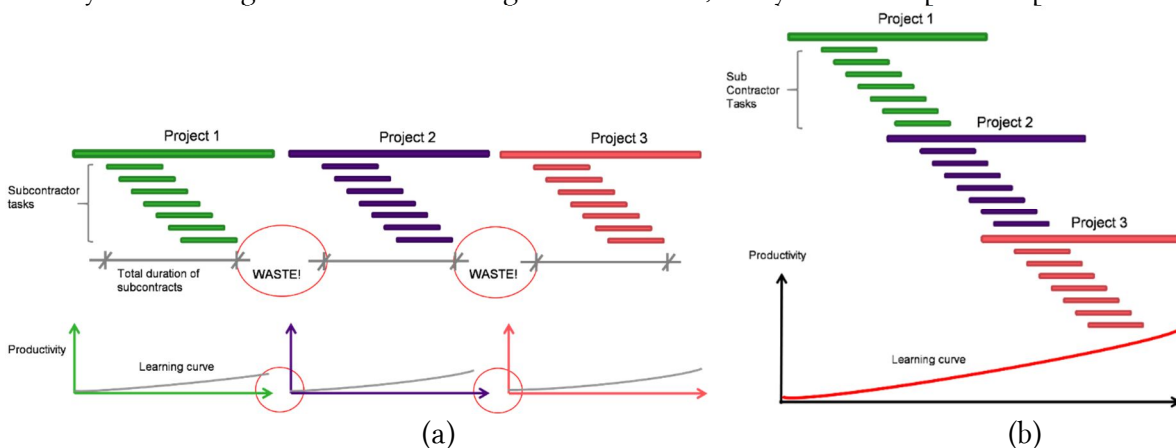 Project 1
Project 2
Project 3
Subcontractor
tasks
Total duration of
subcontracts
WASTE!
WASTE!
Productivity
Learning curve
(a)
Project 1
Sub
Contractor
Tasks
Project 2
Project 3
Productivity
Learning curve
(b)